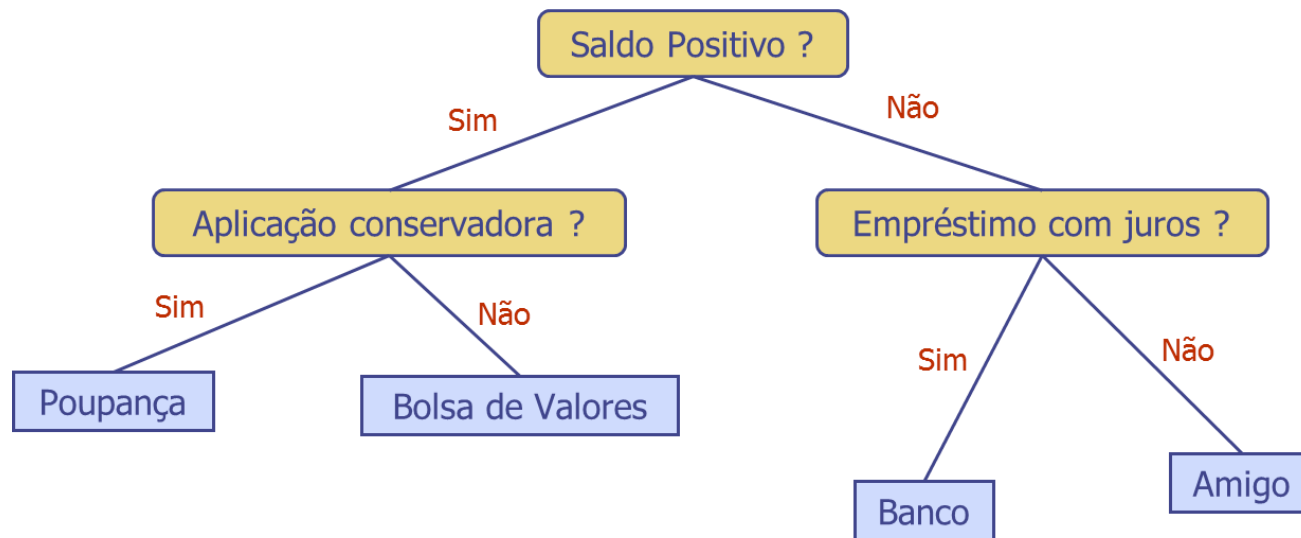 Saldo Positivo ?
Sim
Não
Aplicação conservadora ?
Empréstimo com juros ?
Sim
Não
Sim
Não
Poupança
Bolsa de Valores
Banco
Amigo